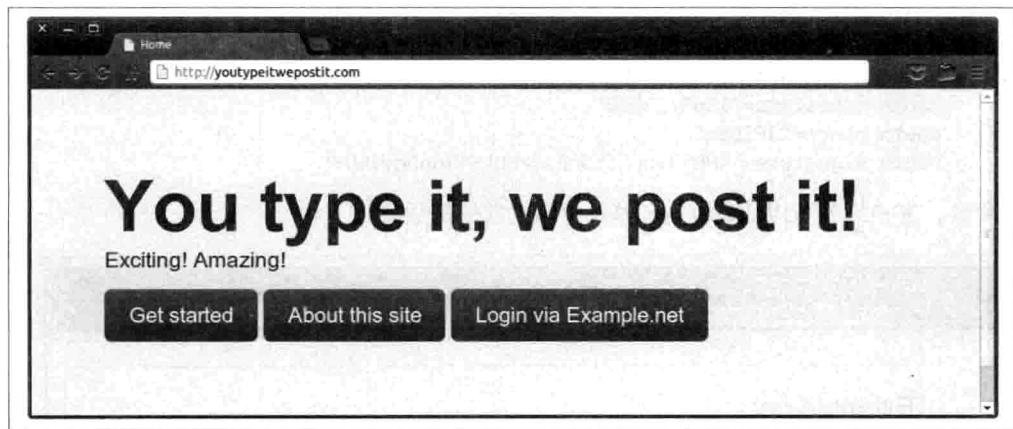 Home
http://youtypeitwepostit.com
You type it, we post it!
Exciting! Amazing!
Get started About this site Login via Example.net